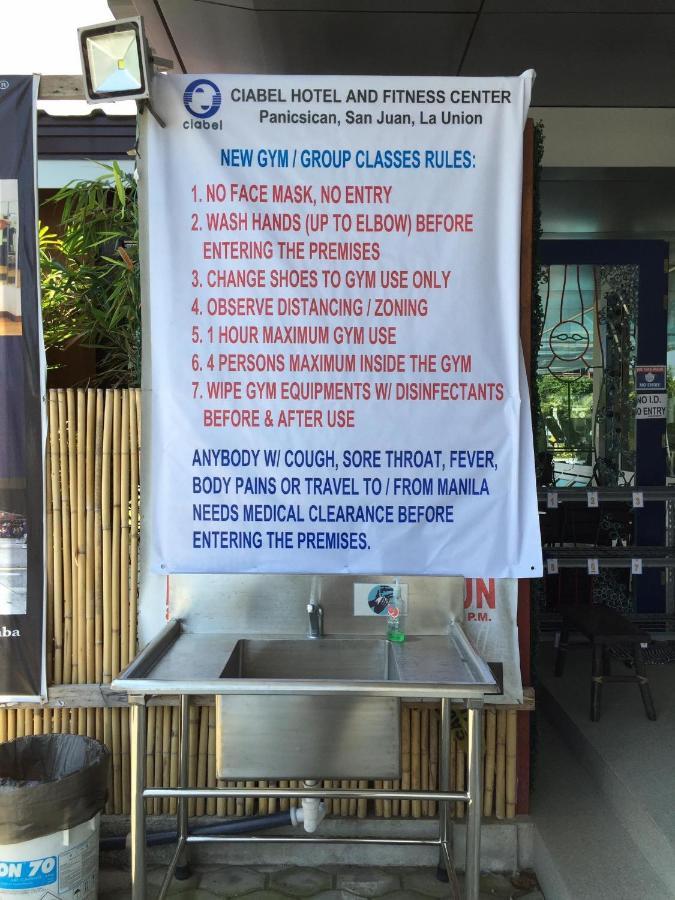 ciabel
CIABEL HOTEL AND FITNESS CENTER
Panicsican, San Juan, La Union
NEW GYM / GROUP CLASSES RULES:
1. NO FACE MASK, NO ENTRY
2. WASH HANDS (UP TO ELBOW) BEFORE
ENTERING THE PREMISES
3. CHANGE SHOES TO GYM USE ONLY
4. OBSERVE DISTANCING / ZONING
5. 1 HOUR MAXIMUM GYM USE
6. 4 PERSONS MAXIMUM INSIDE THE GYM
7. WIPE GYM EQUIPMENTS W/ DISINFECTANTS
BEFORE & AFTER USE
ANYBODY W/ COUGH, SORE THROAT, FEVER,
BODY PAINS OR TRAVEL TO / FROM MANILA
NEEDS MEDICAL CLEARANCE BEFORE
ENTERING THE PREMISES.
NO ENTRY
NO I.D.
O ENTRY
UN
P.M.
ba
ON 70